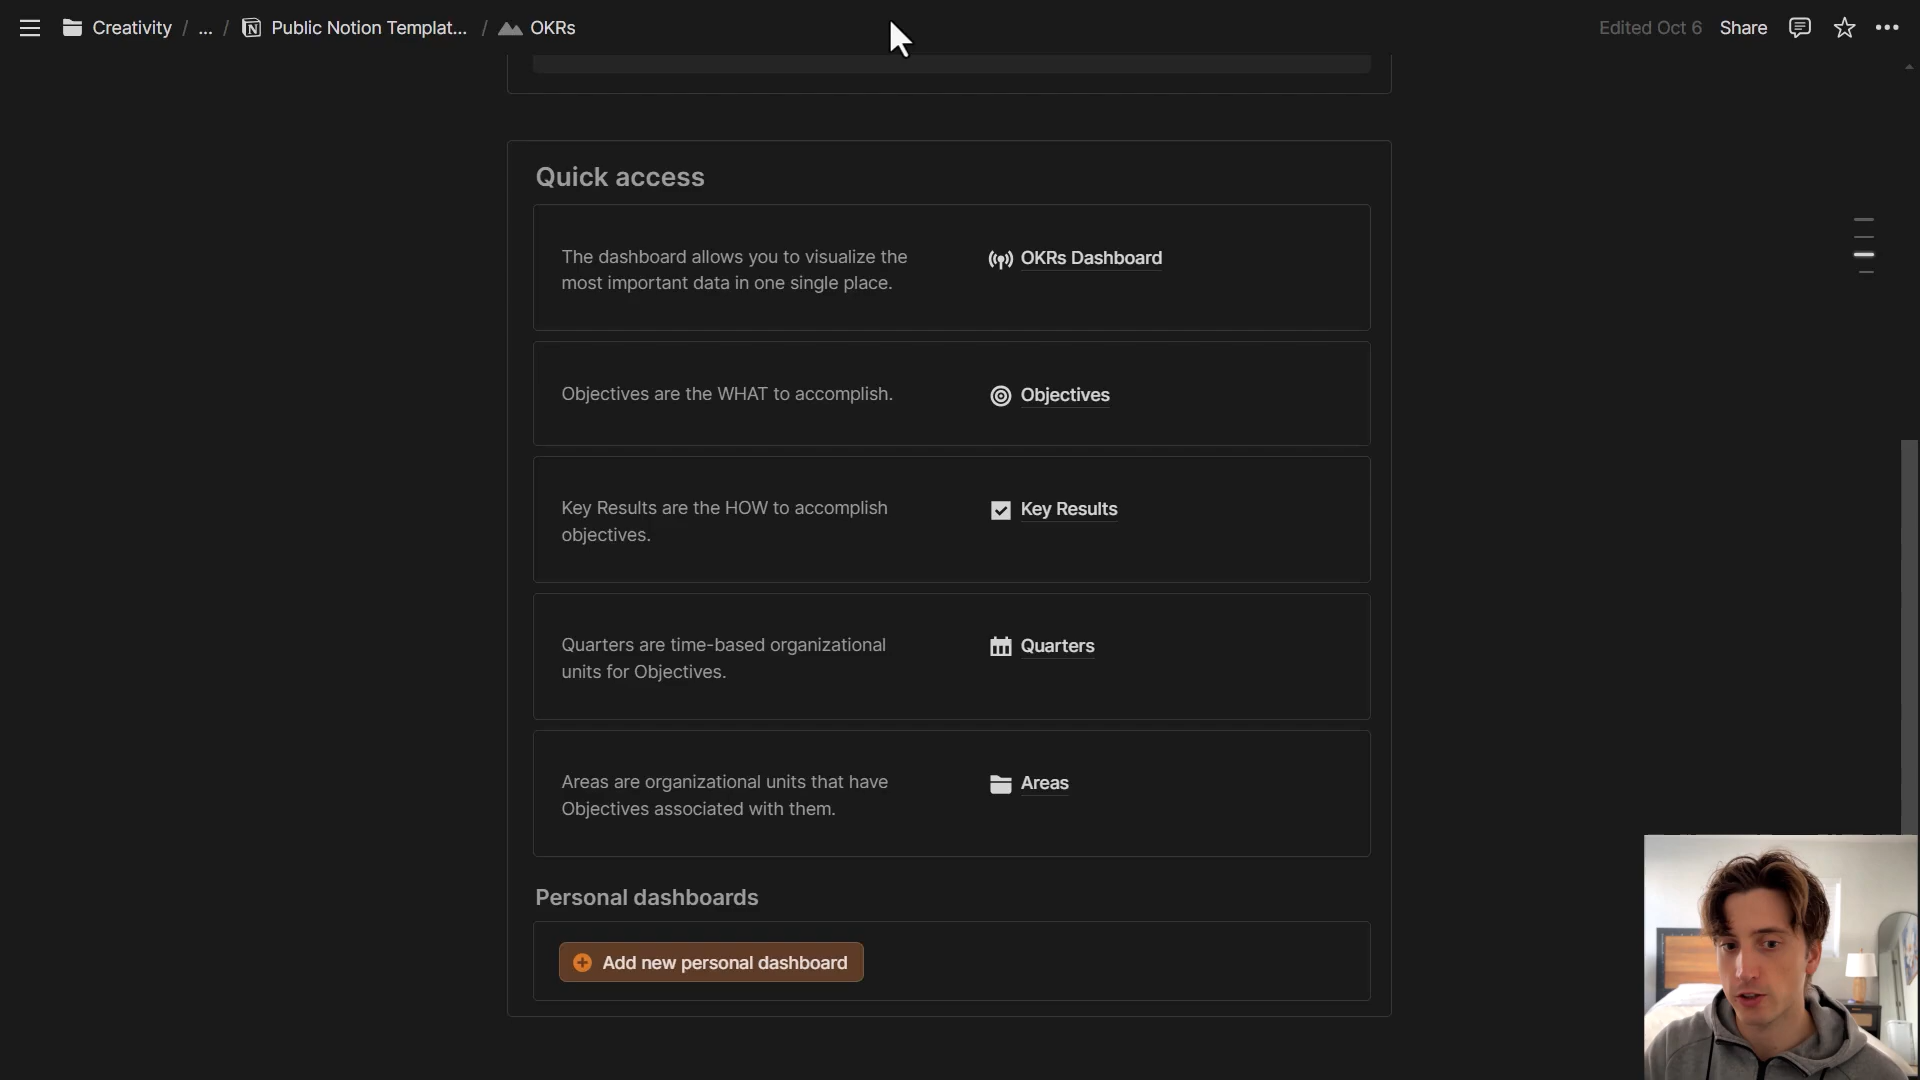 Creativity / ... / Public Notion Templat... / OKRs
Edited Oct 6 Share
Quick access
The dashboard allows you to visualize the
most important data in one single place.
OKRs Dashboard
Objectives are the WHAT to accomplish.
Objectives
Key Results are the HOW to accomplish
objectives.
Key Results
Quarters are time-based organizational
units for Objectives.
Quarters
Areas are organizational units that have
Objectives associated with them.
Areas
Personal dashboards
Add new personal dashboard